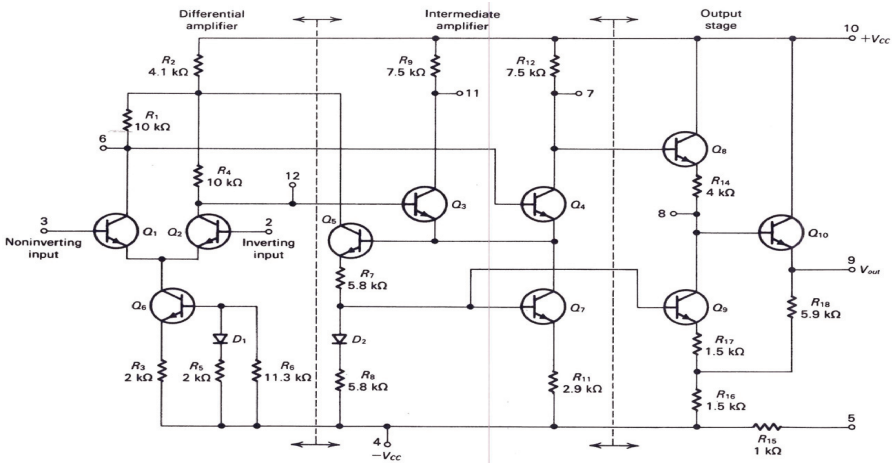 Differential
amplifier
Intermediate
amplifier
Output
stage
10
+VCC
R2
4.1 kΩ
R9
7.5 kΩ
R12
7.5 kΩ
11
7
R1
10 kΩ
6
R4
10 kΩ
12
Q8
R14
4 kΩ
3
Noninverting
input
Q1
Q2
2
Inverting
input
Q5
Q3
Q4
8
Q10
9
Vout
R7
5.8 kΩ
Q6
Q7
Q9
R18
5.9 kΩ
D1
D2
R17
1.5 kΩ
R3
2 kΩ
R5
2 kΩ
R6
11.3 kΩ
R8
5.8 kΩ
R11
2.9 kΩ
R16
1.5 kΩ
4
−VCC
5
R15
1 kΩ